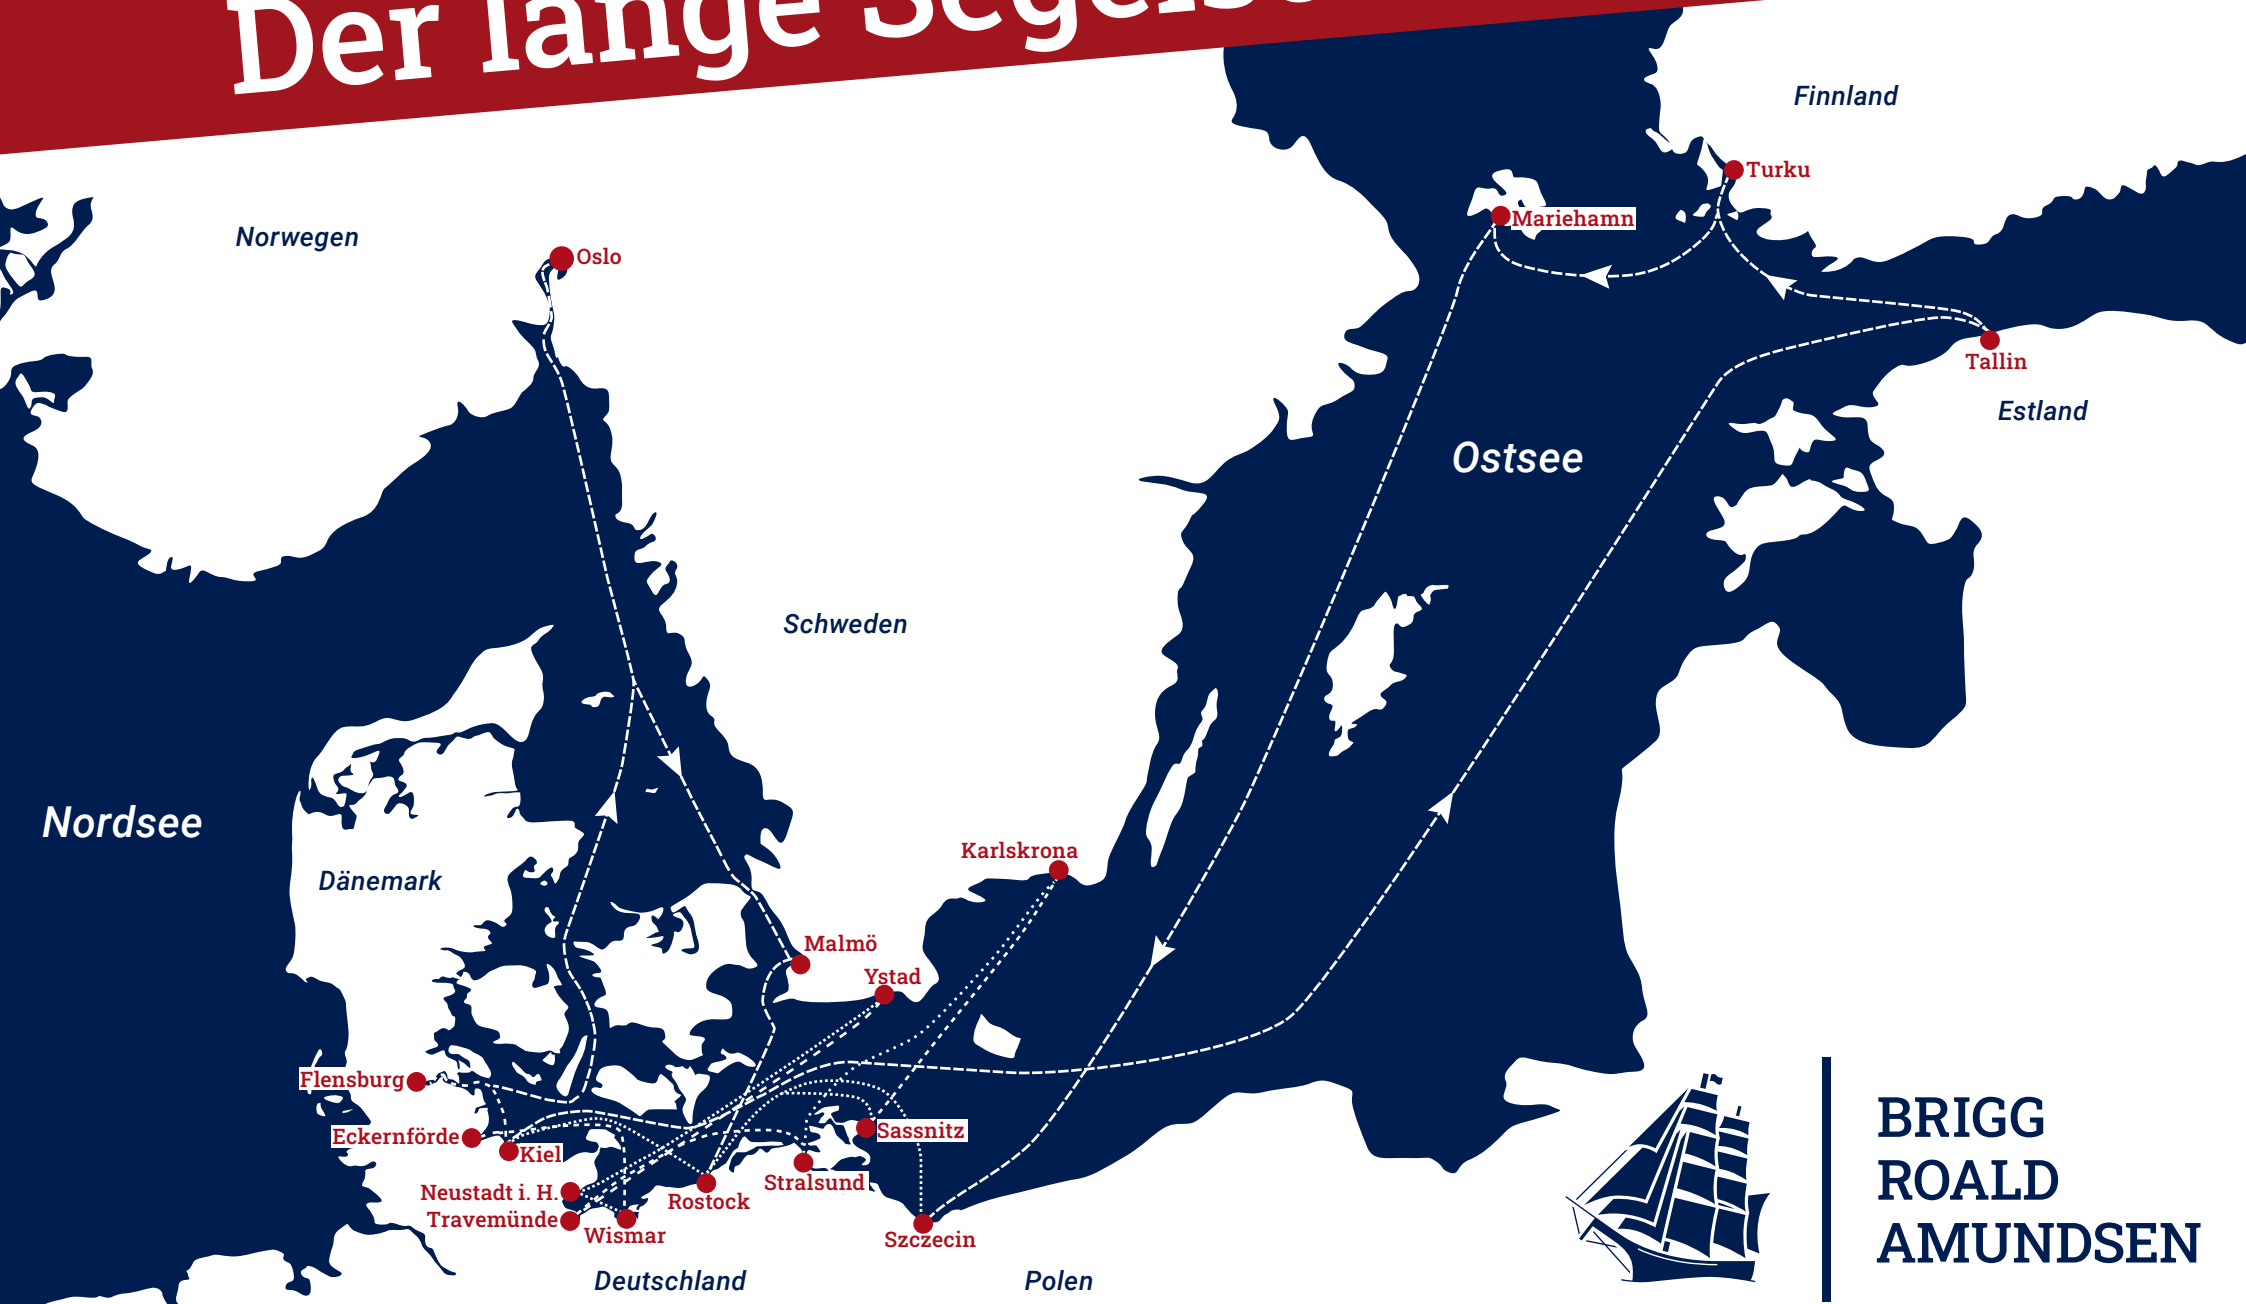 Der lange
Finnland
Turku
Mariehamn
Norwegen
Oslo
Tallin
Estland
Ostsee
Schweden
Nordsee
Karlskrona
Dänemark
Malmö
Ystad
Flensburg
Eckernförde
Sassnitz
Kiel
Stralsund
Neustadt i. H.
Rostock
Travemünde
Wismar
Szczecin
Deutschland
Polen
BRIGG
ROALD
AMUNDSEN